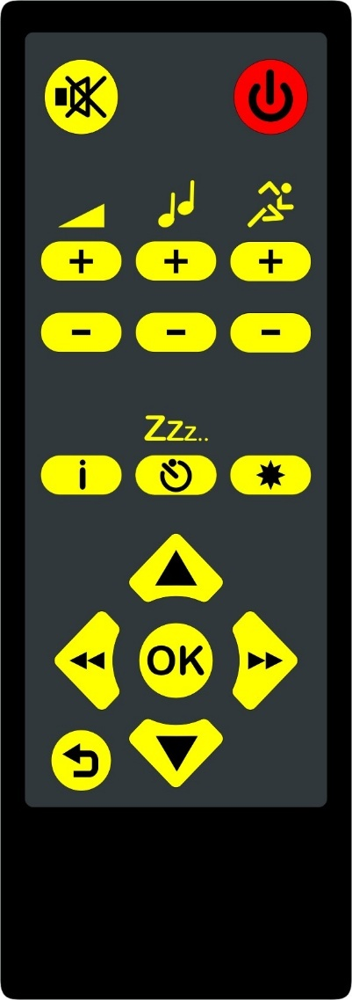 + + +
- - -
Zzz..
i
OK